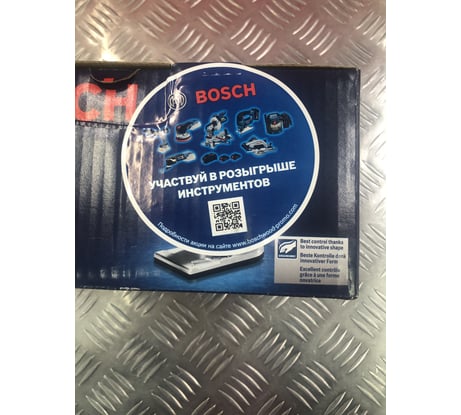 SCH
BOSCH
УЧАСТВУЙ В РОЗЫГРЫШЕ
ИНСТРУМЕНТОВ
Подробности акции на сайте www.boschwood-promo.com
Best control thanks
to innovative shape
Beste Kontrolle dank
innovativer Form
Excellent contrôle
grâce à une forme
novatrice